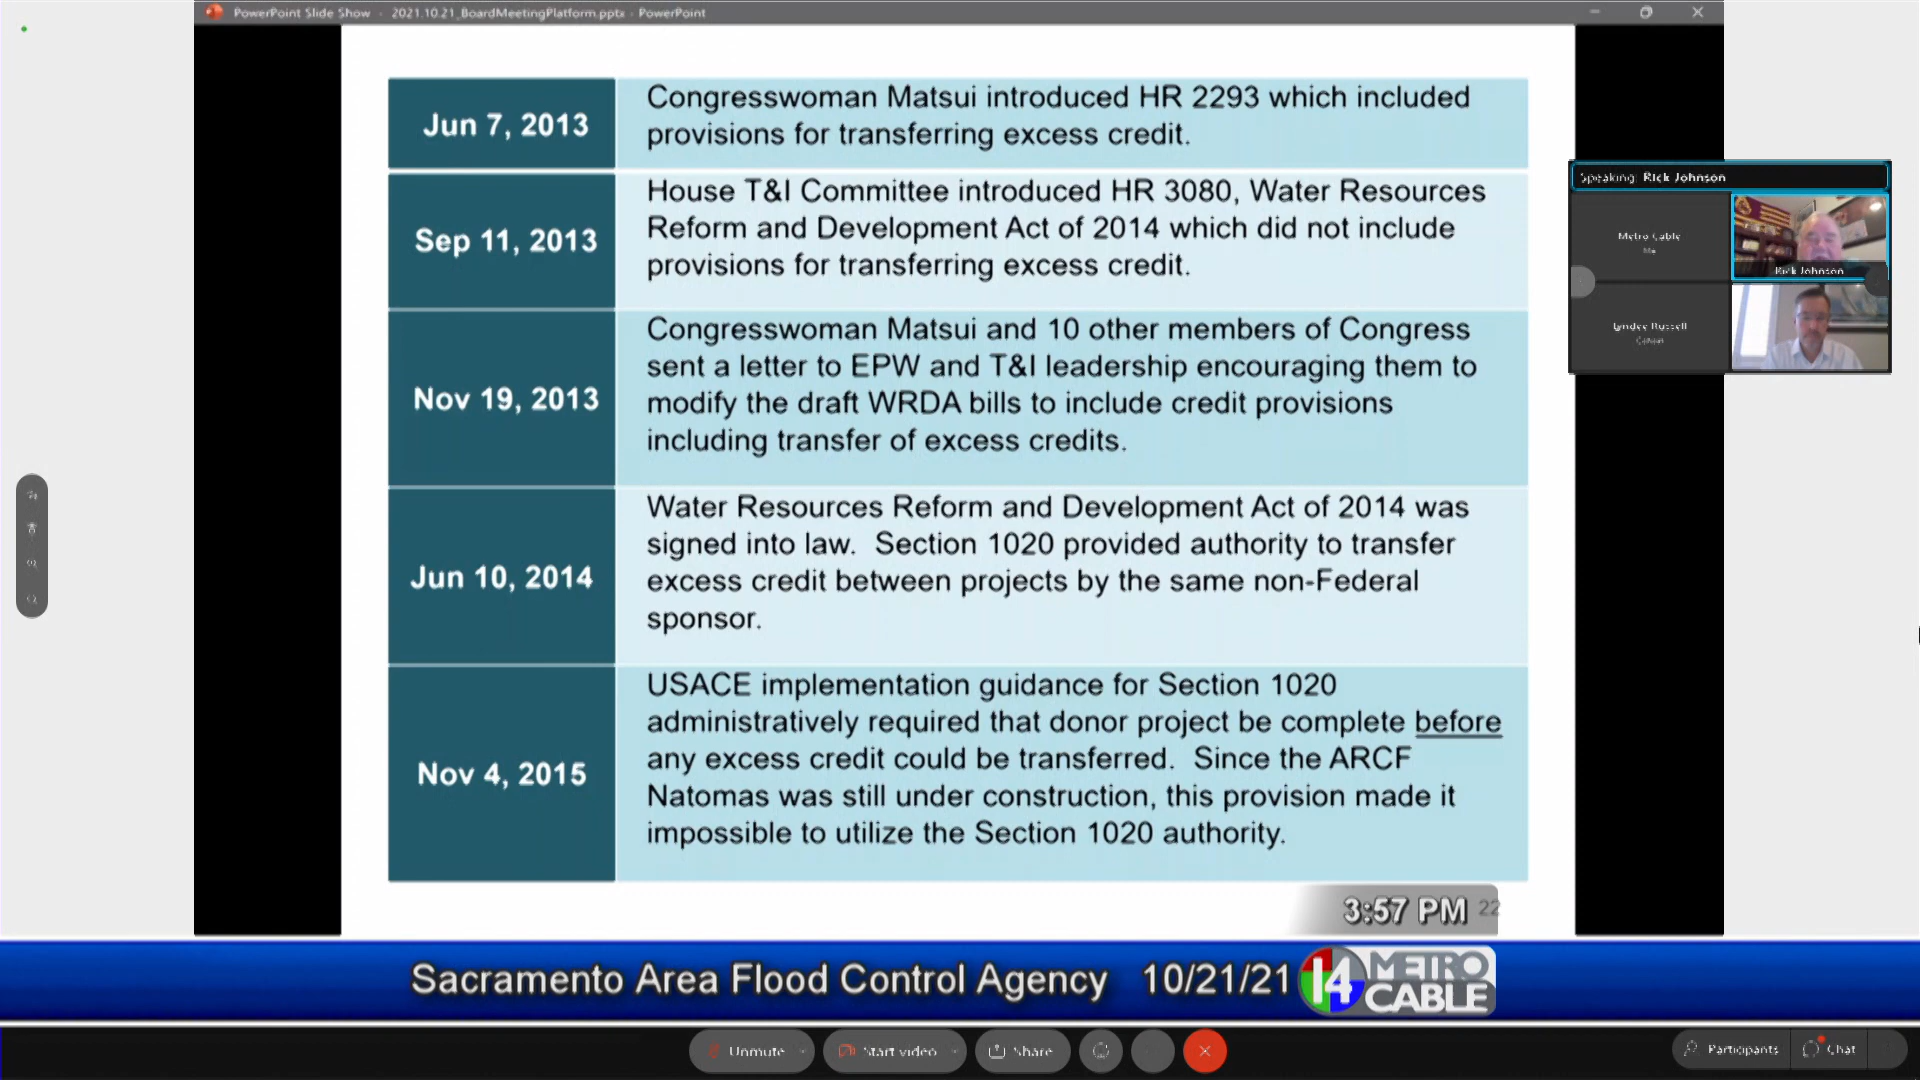 PowerPoint Slide Show - 2021.10.21_BoardMeetingPlatform.pptx - PowerPoint
Jun 7, 2013
Congresswoman Matsui introduced HR 2293 which included
provisions for transferring excess credit.
Sep 11, 2013
House T&I Committee introduced HR 3080, Water Resources
Reform and Development Act of 2014 which did not include
provisions for transferring excess credit.
Nov 19, 2013
Congresswoman Matsui and 10 other members of Congress
sent a letter to EPW and T&I leadership encouraging them to
modify the draft WRDA bills to include credit provisions
including transfer of excess credits.
Jun 10, 2014
Water Resources Reform and Development Act of 2014 was
signed into law. Section 1020 provided authority to transfer
excess credit between projects by the same non-Federal
sponsor.
Nov 4, 2015
USACE implementation guidance for Section 1020
administratively required that donor project be complete before
any excess credit could be transferred. Since the ARCF
Natomas was still under construction, this provision made it
impossible to utilize the Section 1020 authority.
Speaking: Rick Johnson
Metro Cable
Me
Rick Johnson
Lyndee Russell
Cohost
3:57 PM
22
Sacramento Area Flood Control Agency 10/21/21
14 METRO
CABLE
Unmute
Start video
Share
Participants
Chat